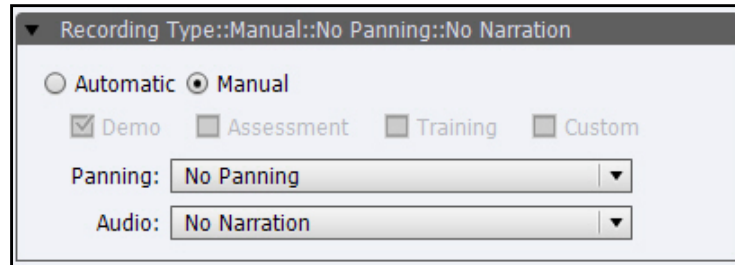 Recording Type::Manual::No Panning::No Narration
Automatic Manual
Demo Assessment Training Custom
Panning: No Panning
Audio: No Narration